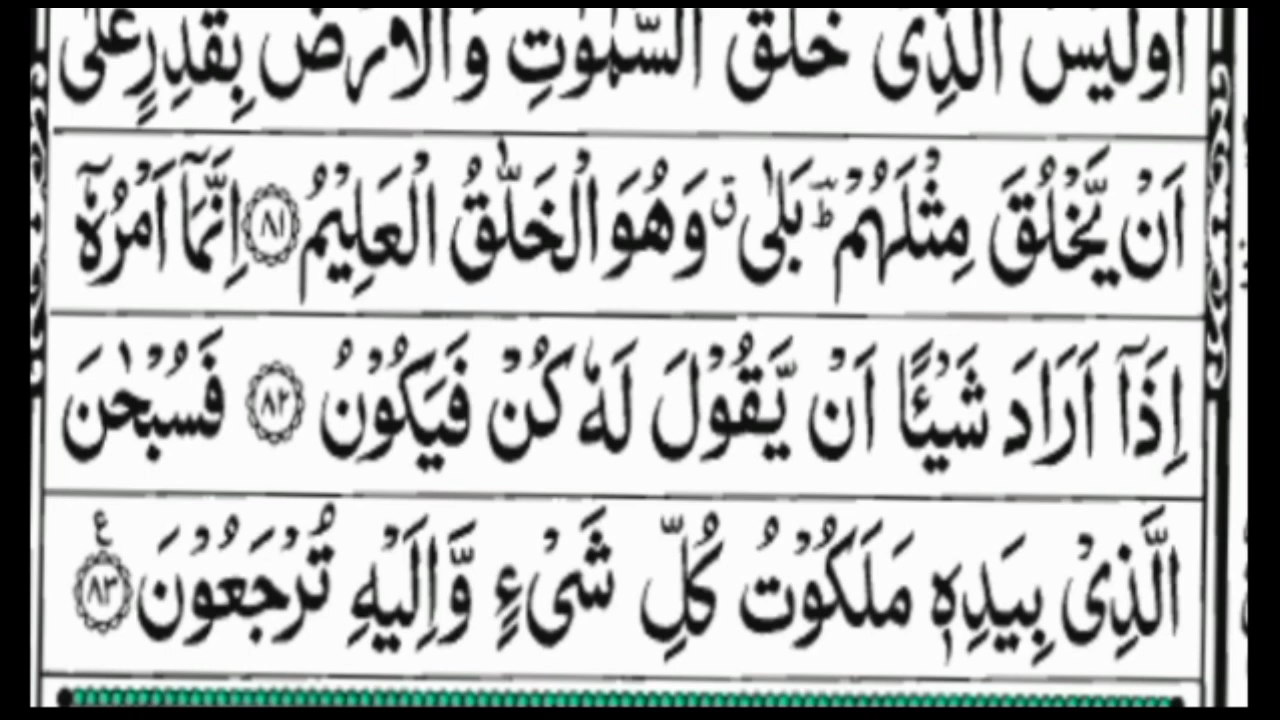 اَوَلَيْسَ الَّذِىْ خَلَقَ السَّمٰوٰتِ وَالْاَرْضَ بِقٰدِرٍ عَلٰٓى
اَنْ يَّخْلُقَ مِثْلَهُمْ ؕ بَلٰى ۗ وَهُوَ الْخَلّٰقُ الْعَلِيْمُ ﴿۸۱﴾ اِنَّمَاۤ اَمْرُهٗۤ
اِذَاۤ اَرَادَ شَيْـًٔا اَنْ يَّقُوْلَ لَهٗ كُنْ فَيَكُوْنُ ﴿۸۲﴾ فَسُبْحٰنَ
الَّذِىْ بِيَدِهٖ مَلَكُوْتُ كُلِّ شَىْءٍ وَّاِلَيْهِ تُرْجَعُوْنَ ﴿۸۳﴾ ع